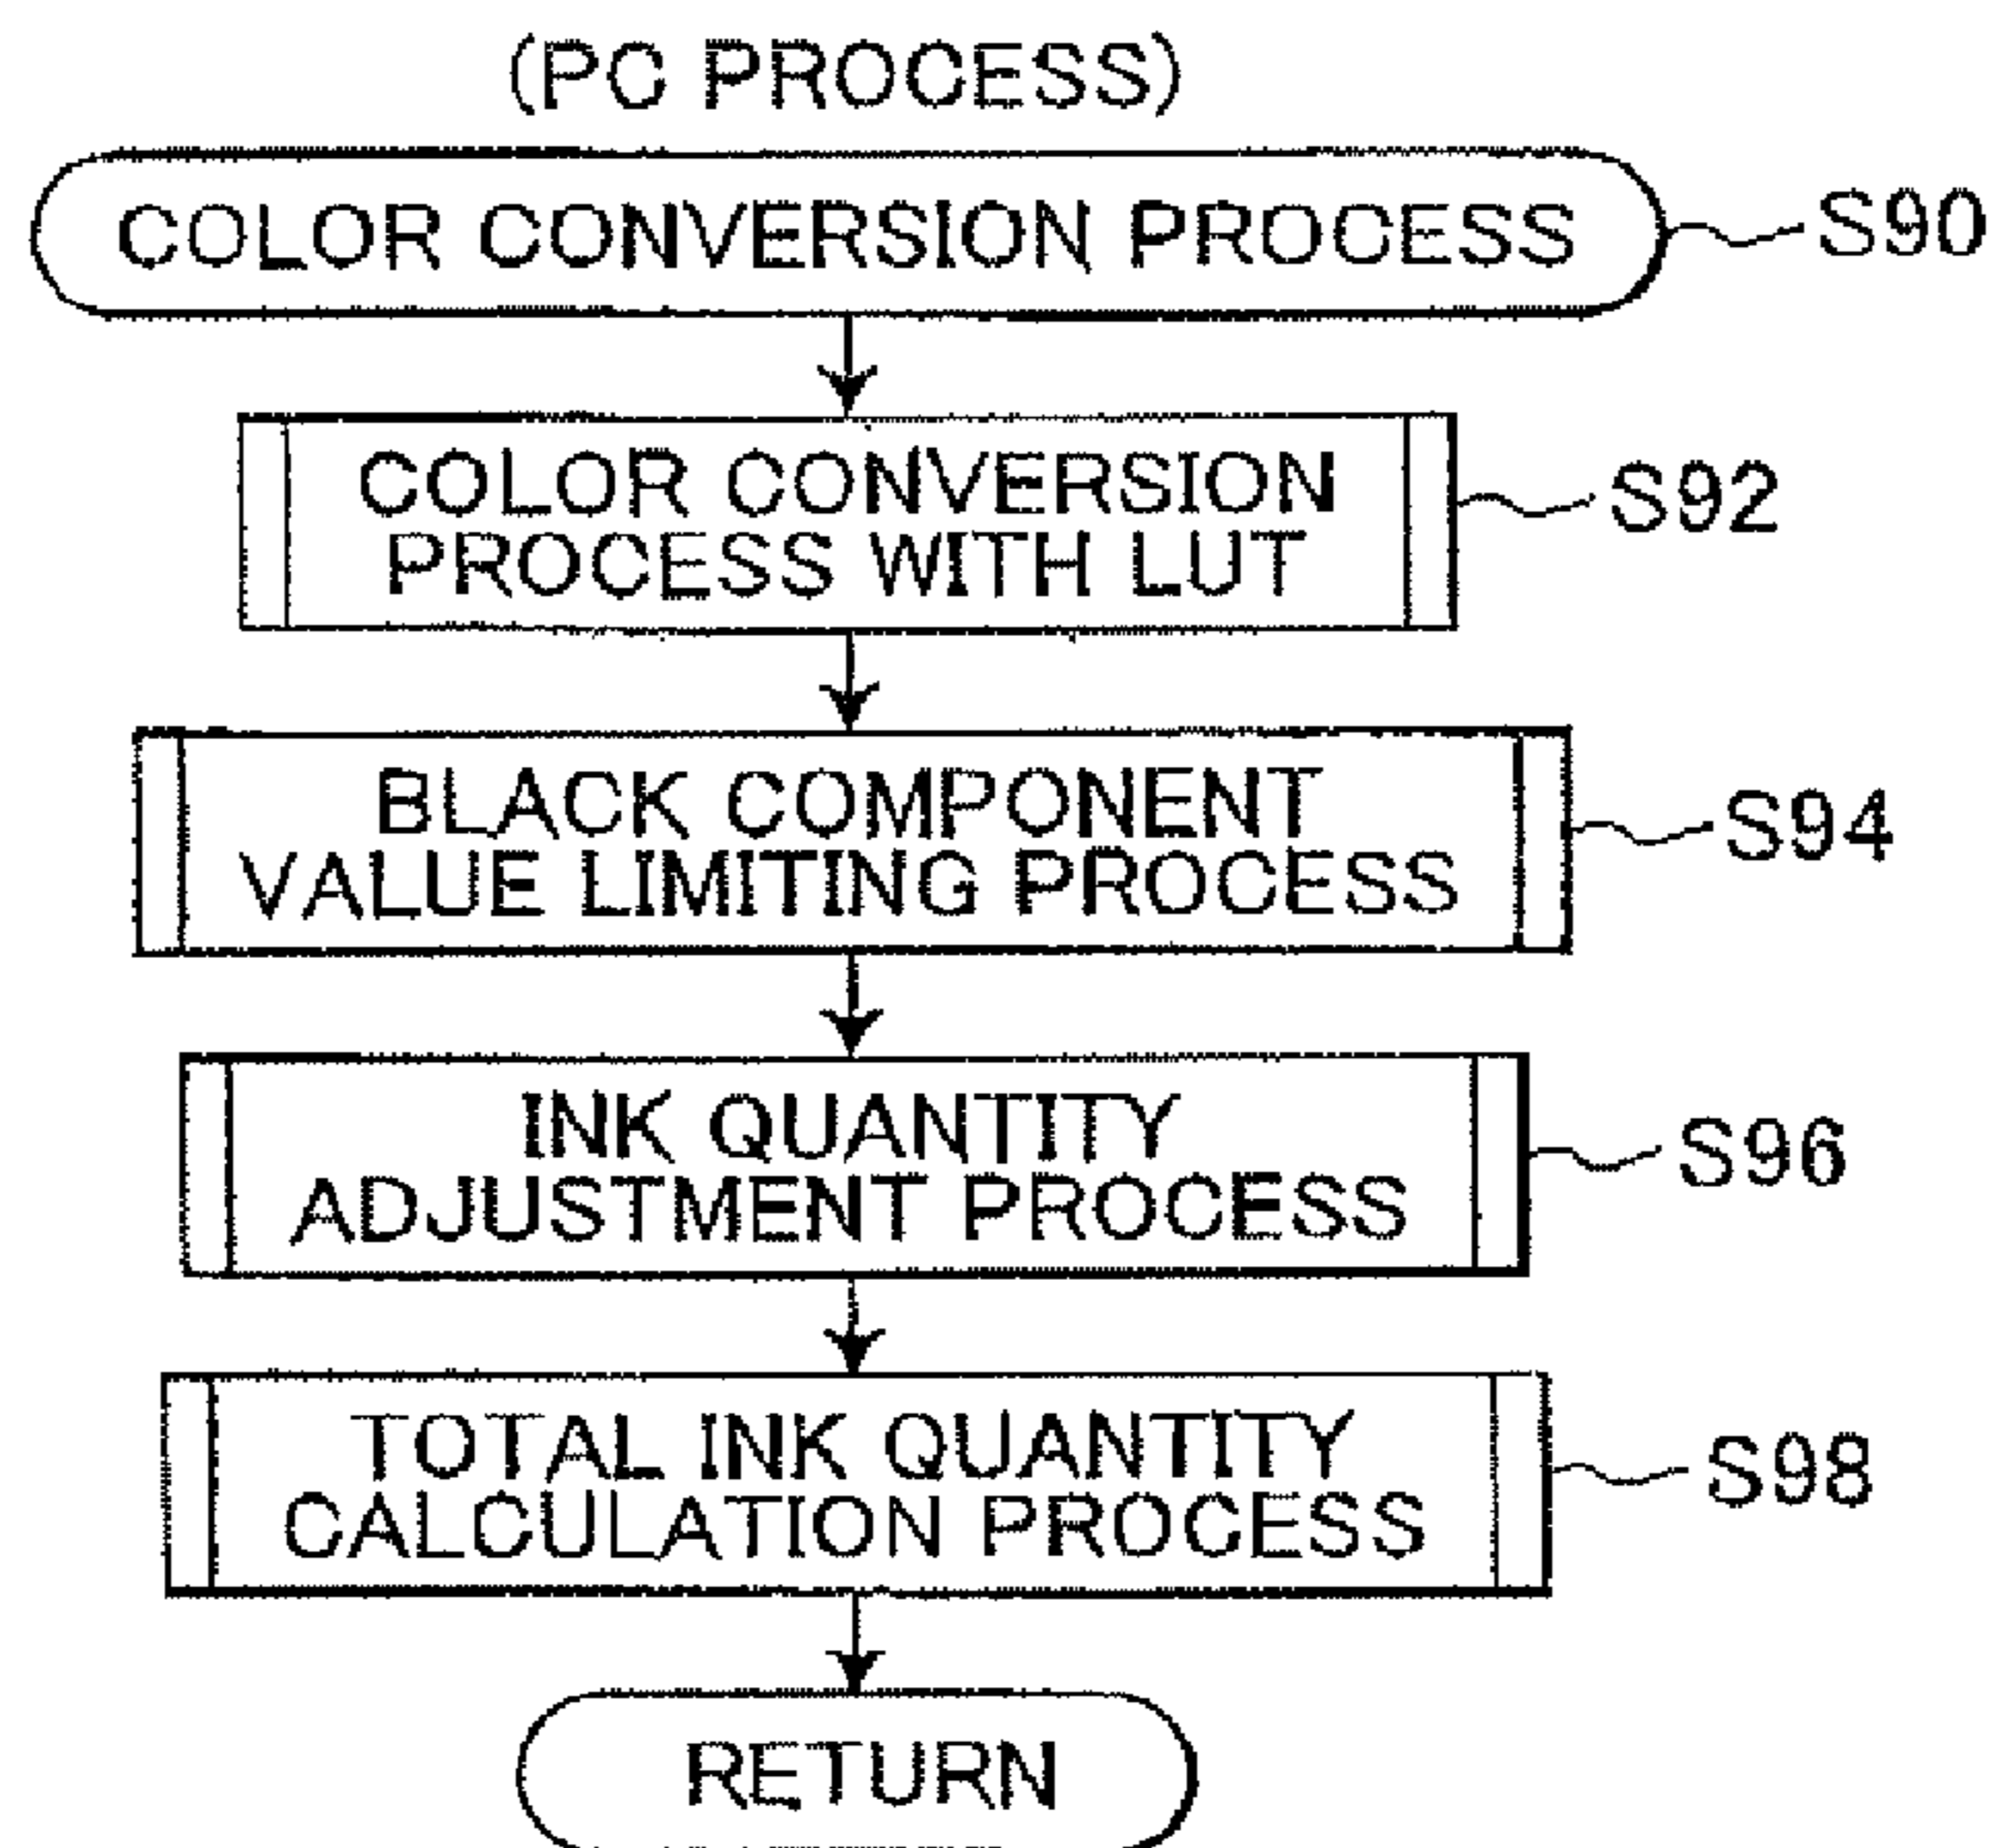 (PC PROCESS)
COLOR CONVERSION PROCESS
S90
COLOR CONVERSION
PROCESS WITH LUT
S92
BLACK COMPONENT
VALUE LIMITING PROCESS
S94
INK QUANTITY
ADJUSTMENT PROCESS
S96
TOTAL INK QUANTITY
CALCULATION PROCESS
S98
RETURN